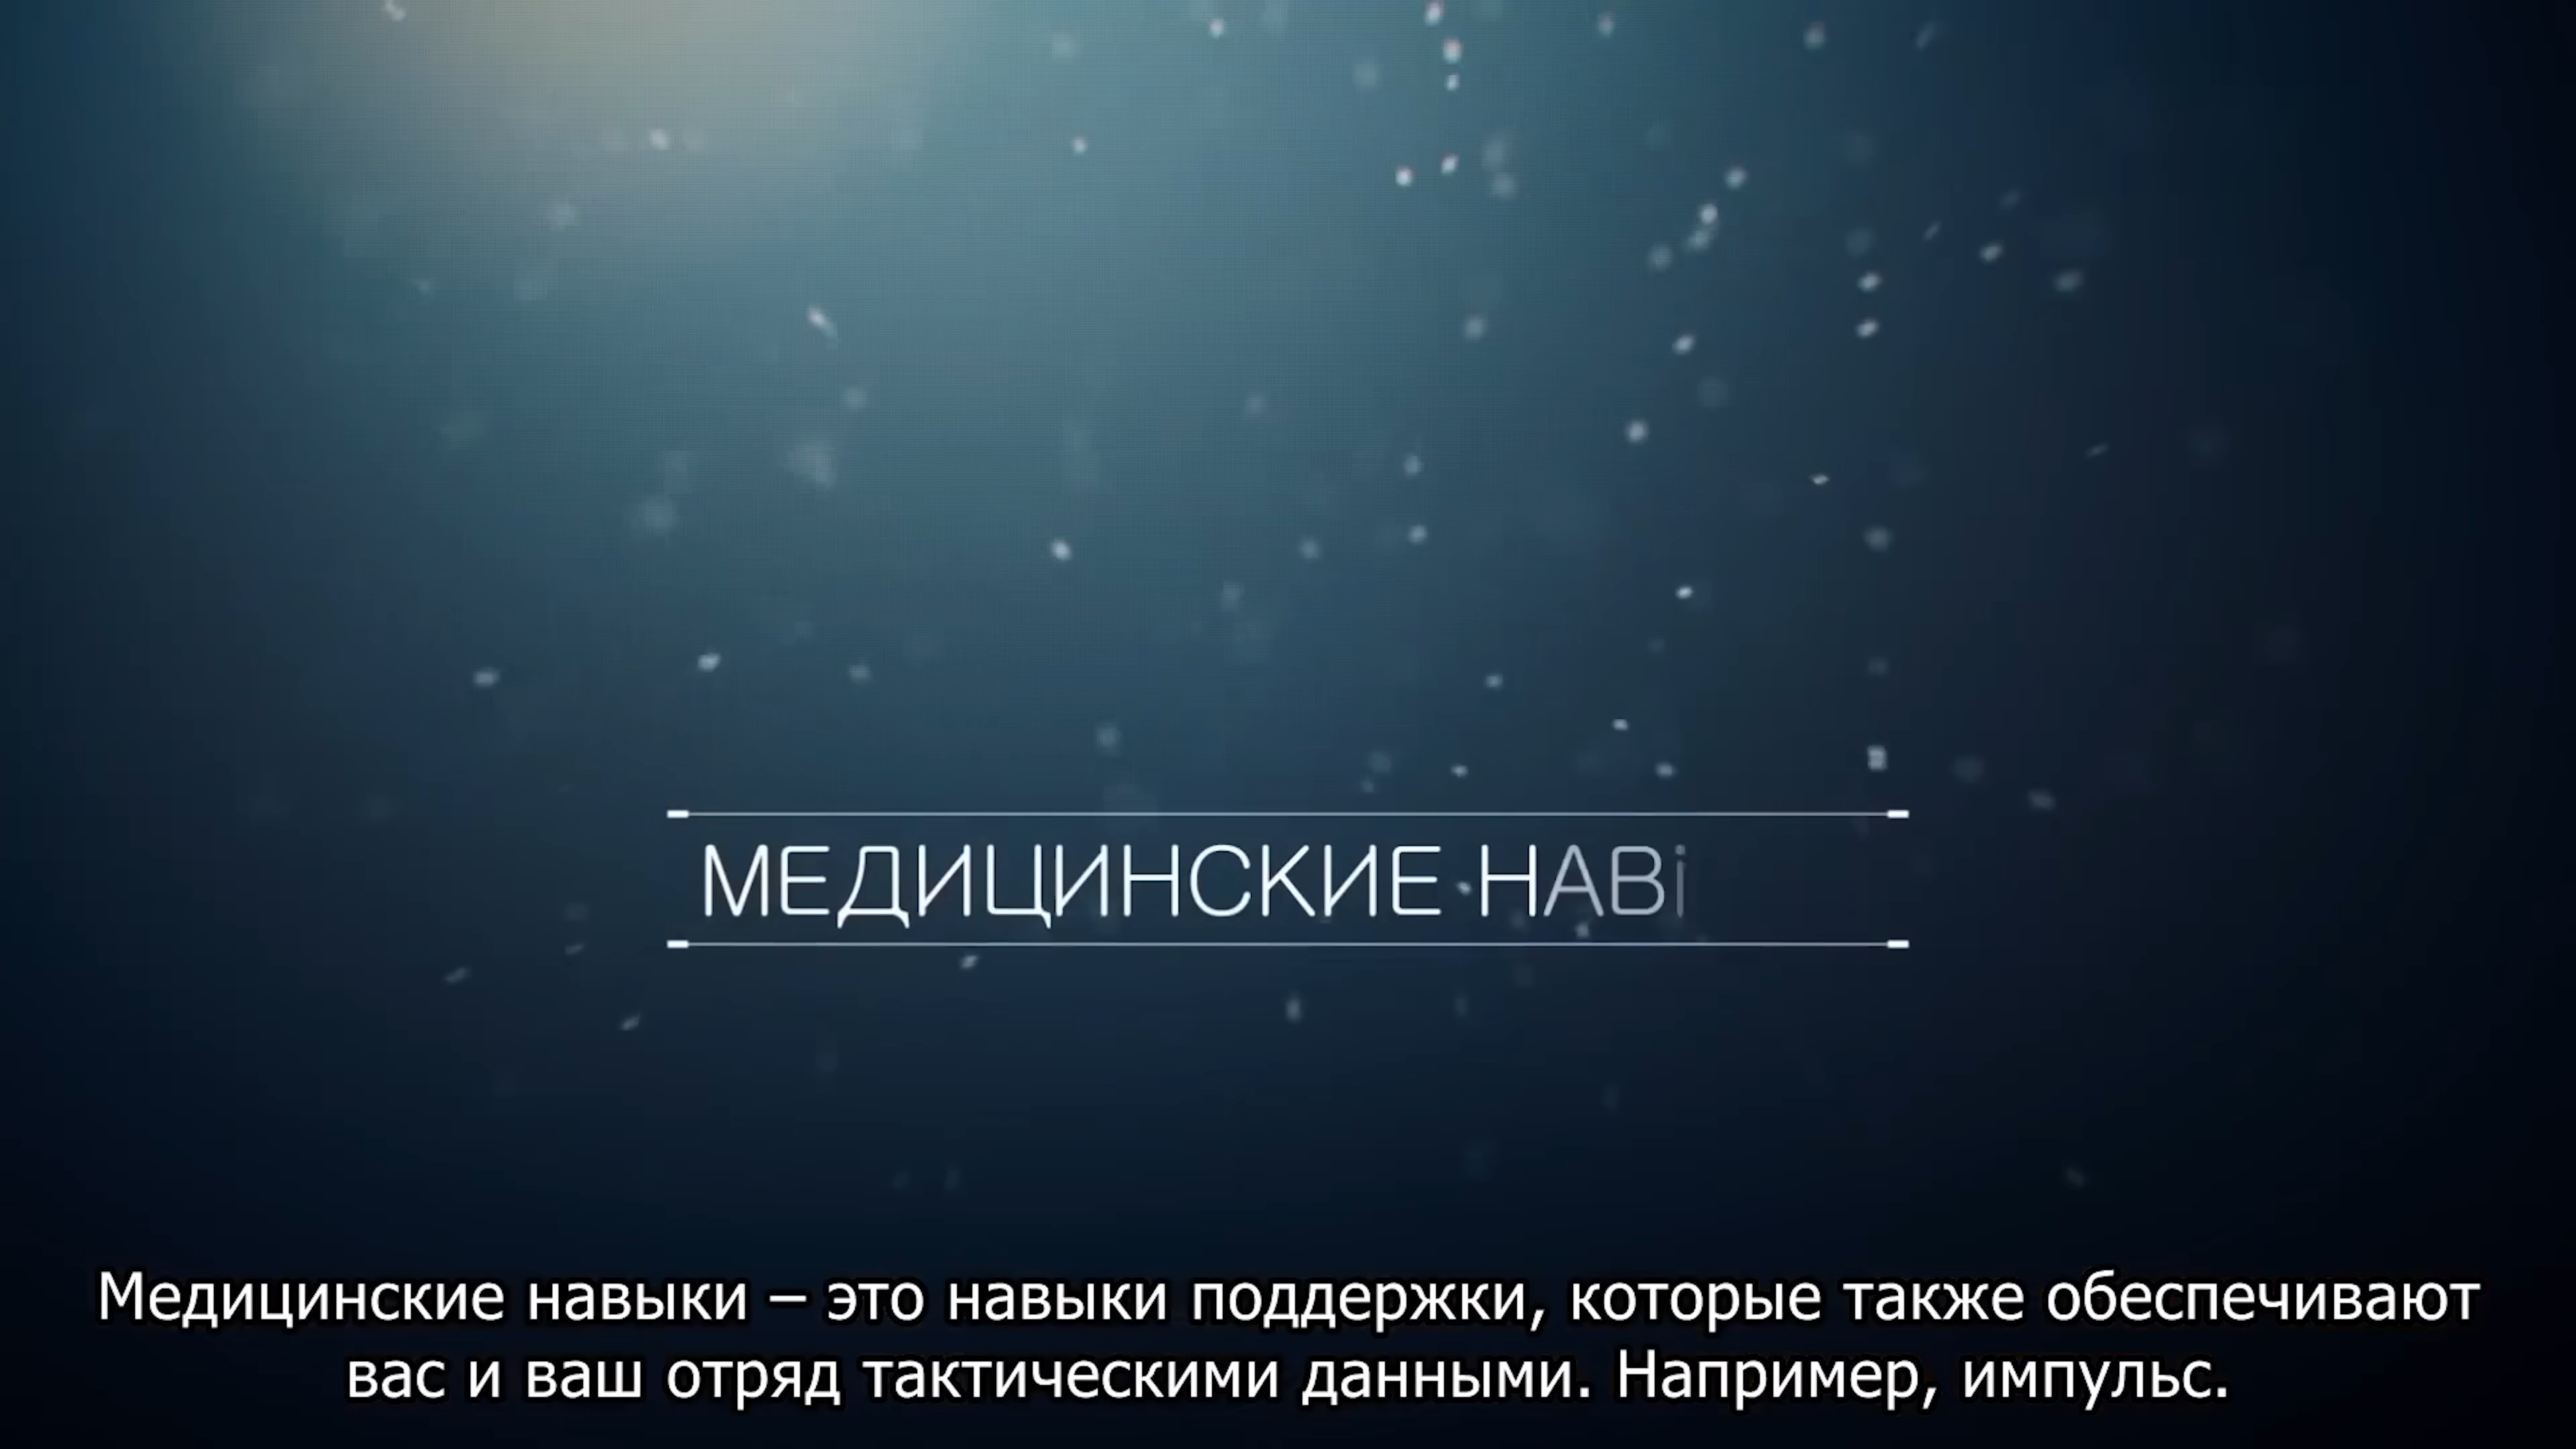 МЕДИЦИНСКИЕ НАВ
Медицинские навыки – это навыки поддержки, которые также обеспечивают
вас и ваш отряд тактическими данными. Например, импульс.